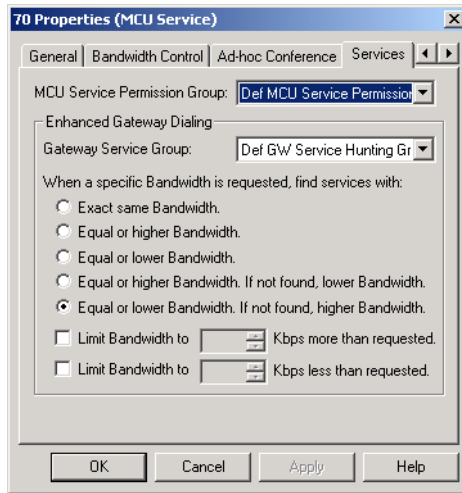 70 Properties (MCU Service)
General Bandwidth Control Ad-hoc Conference Services
MCU Service Permission Group: Def MCU Service Permission
Enhanced Gateway Dialing
Gateway Service Group: Def GW Service Hunting Gr
When a specific Bandwidth is requested, find services with:
Exact same Bandwidth.
Equal or higher Bandwidth.
Equal or lower Bandwidth.
Equal or higher Bandwidth. If not found, lower Bandwidth.
Equal or lower Bandwidth. If not found, higher Bandwidth.
Limit Bandwidth to Kbps more than requested.
Limit Bandwidth to Kbps less than requested.
OK Cancel Apply Help